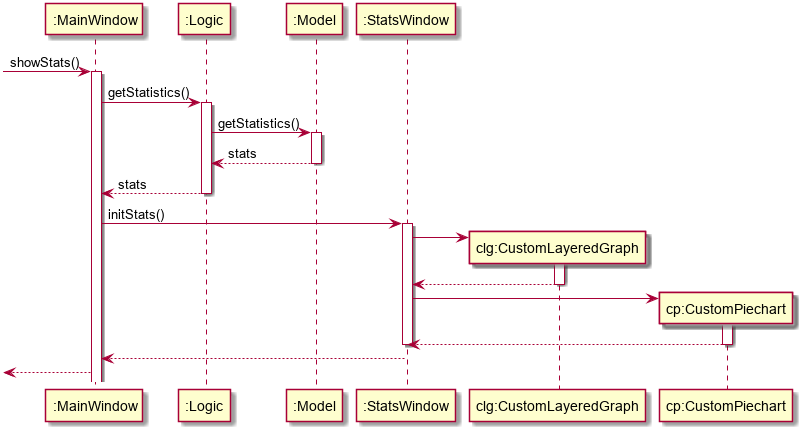 :MainWindow
:Logic
:Model
:StatsWindow
showStats()
getStatistics()
getStatistics()
stats
stats
initStats()
clg:CustomLayeredGraph
cp:CustomPiechart
:MainWindow
:Logic
:Model
:StatsWindow
clg:CustomLayeredGraph
cp:CustomPiechart